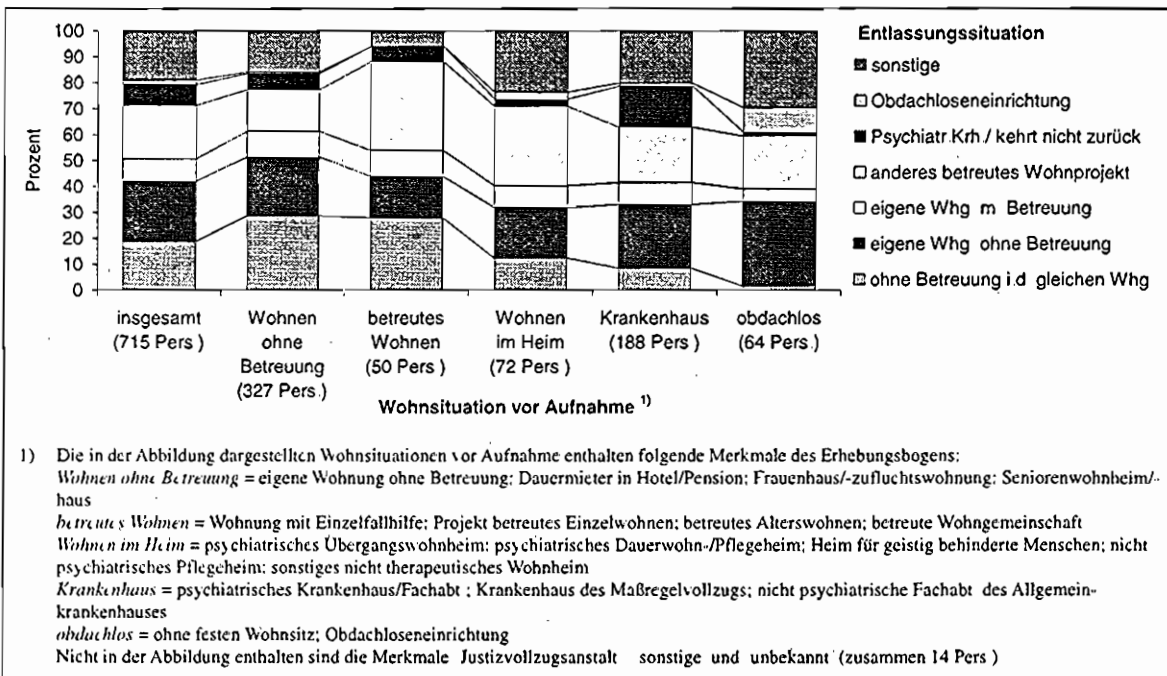 100
90
80
70
60
50
40
30
20
10
0
Prozent
Entlassungssituation
sonstige
Obdachloseneinrichtung
Psychiatr. Krh./ kehrt nicht zurück
anderes betreutes Wohnprojekt
eigene Whg m Betreuung
eigene Whg ohne Betreuung
ohne Betreuung i.d gleichen Whg
insgesamt
(715 Pers )
Wohnen
ohne
Betreuung
(327 Pers.)
betreutes
Wohnen
(50 Pers )
Wohnen
im Heim
(72 Pers )
Krankenhaus
(188 Pers )
obdachlos
(64 Pers.)
Wohnsituation vor Aufnahme 1)
1) Die in der Abbildung dargestellten Wohnsituationen vor Aufnahme enthalten folgende Merkmale des Erhebungsbogens:
Wohnen ohne Betreuung = eigene Wohnung ohne Betreuung; Dauermieter in Hotel/Pension; Frauenhaus/-zufluchtswohnung; Seniorenwohnheim/-
haus
betreutes Wohnen = Wohnung mit Einzelfallhilfe; Projekt betreutes Einzelwohnen; betreutes Alterswohnen; betreute Wohngemeinschaft
Wohnen im Heim = psychiatrisches Übergangswohnheim; psychiatrisches Dauerwohn-/Pflegeheim; Heim für geistig behinderte Menschen; nicht
psychiatrisches Pflegeheim; sonstiges nicht therapeutisches Wohnheim
Krankenhaus = psychiatrisches Krankenhaus/Fachabt ; Krankenhaus des Maßregelvollzugs; nicht psychiatrische Fachabt des Allgemein-
krankenhauses
obdachlos = ohne festen Wohnsitz; Obdachloseneinrichtung
Nicht in der Abbildung enthalten sind die Merkmale Justizvollzugsanstalt sonstige und unbekannt (zusammen 14 Pers )